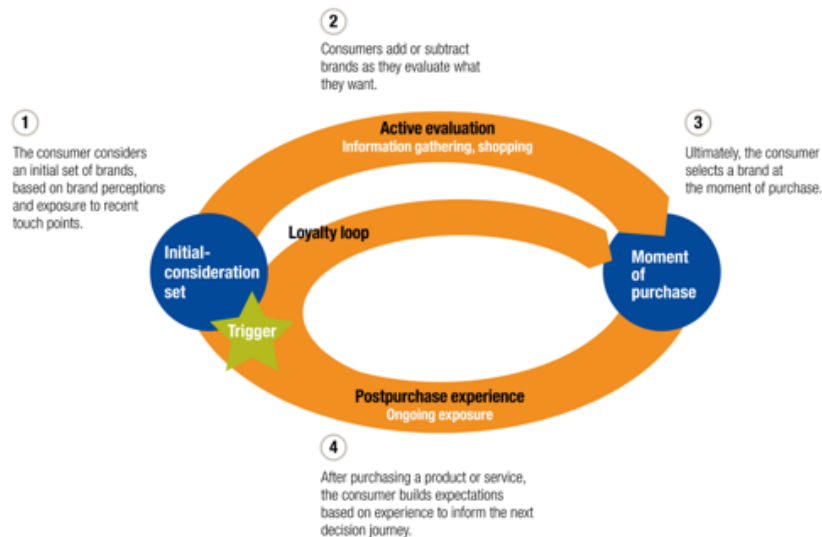 1
The consumer considers
an initial set of brands,
based on brand perceptions
and exposure to recent
touch points.
2
Consumers add or subtract
brands as they evaluate what
they want.
Active evaluation
Information gathering, shopping
3
Ultimately, the consumer
selects a brand at
the moment of purchase.
Loyalty loop
Initial-
consideration
set
Trigger
Moment
of
purchase
Postpurchase experience
Ongoing exposure
4
After purchasing a product or service,
the consumer builds expectations
based on experience to inform the next
decision journey.